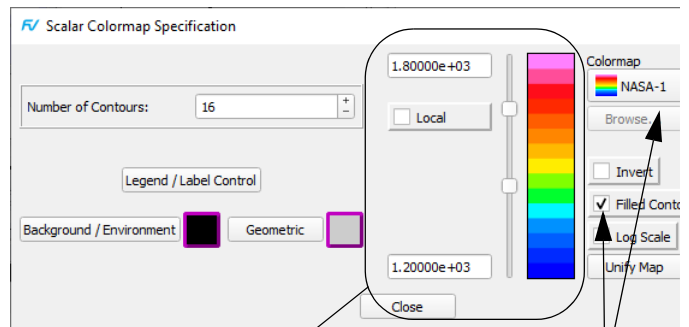 Scalar Colormap Specification
1.80000e+03
Colormap
NASA-1
Number of Contours:
16
Local
Browse...
Invert
Legend / Label Control
Filled Conto
Background / Environment
Geometric
Log Scale
1.20000e+03
Unify Map
Close